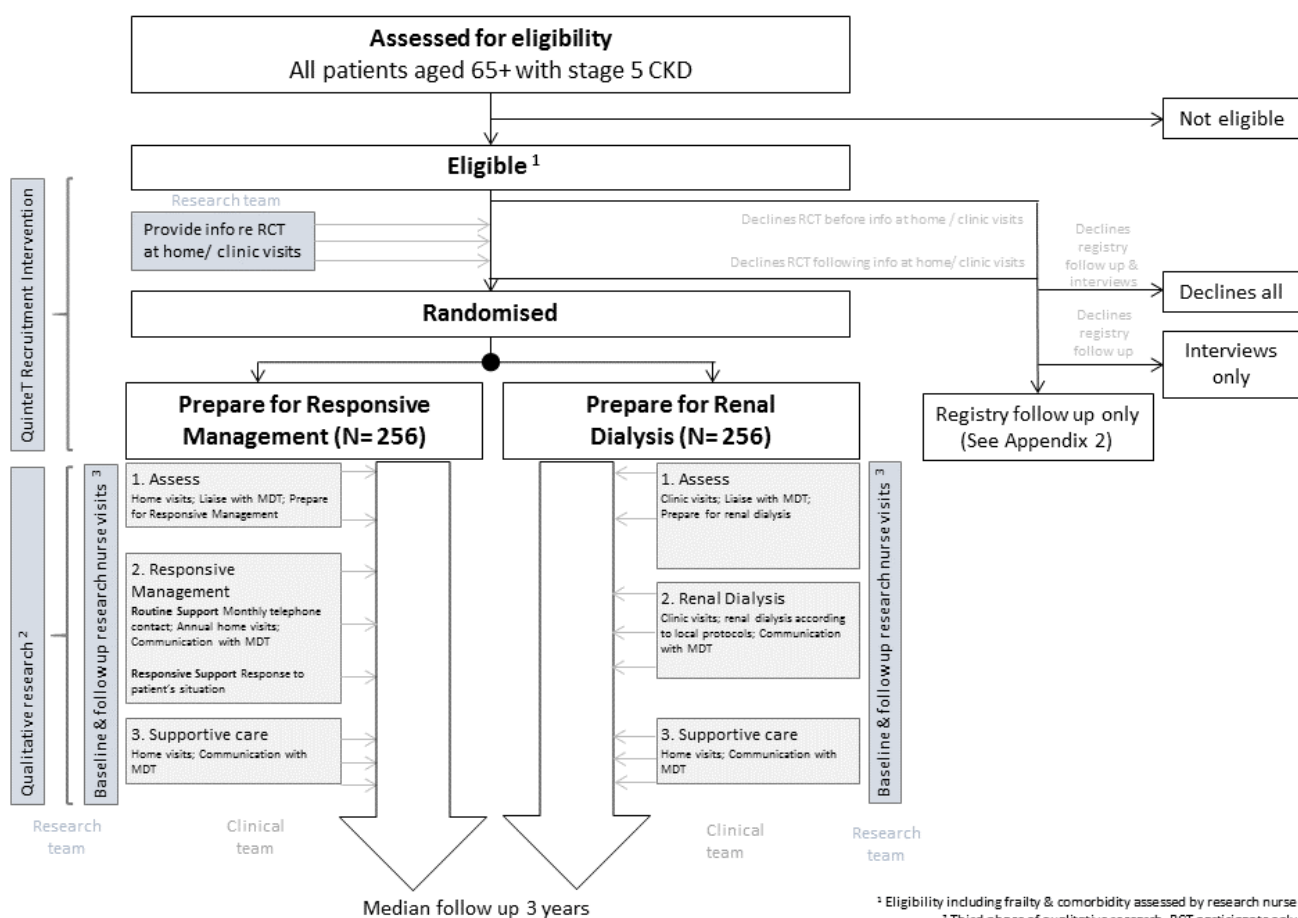 Assessed for eligibility
All patients aged 65+ with stage 5 CKD
Not eligible
Eligible 1
QuinteT Recruitment Intervention
Research team
Provide info re RCT
at home/ clinic visits
Declines RCT before info at home / clinic visits
Declines RCT following info at home/ clinic visits
Declines
registry
follow up &
interviews
Declines all
Declines
registry
follow up
Interviews
only
Randomised
Prepare for Responsive
Management (N= 256)
Prepare for Renal
Dialysis (N= 256)
Registry follow up only
(See Appendix 2)
Qualitative research 2
Baseline & follow up research nurse visits 3
1. Assess
Home visits; Liaise with MDT; Prepare
for Responsive Management
2. Responsive
Management
Routine Support Monthly telephone
contact; Annual home visits;
Communication with MDT
Responsive Support Response to
patient's situation
3. Supportive care
Home visits; Communication with
MDT
1. Assess
Clinic visits; Liaise with MDT;
Prepare for renal dialysis
2. Renal Dialysis
Clinic visits; renal dialysis according
to local protocols; Communication
with MDT
3. Supportive care
Home visits; Communication with
MDT
Baseline & follow up research nurse visits 3
Research
team
Clinical
team
Clinical
team
Research
team
Median follow up 3 years
1 Eligibility including frailty & comorbidity assessed by research nurse
Third phase of qualitative research, RCT participants only